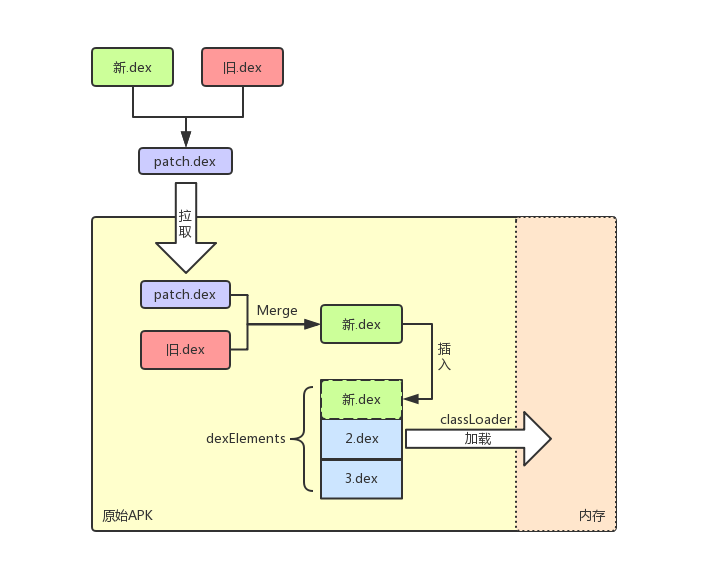 新.dex
旧.dex
patch.dex
拉
取
patch.dex
Merge
新.dex
旧.dex
插
入
新.dex
classLoader
dexElements
2.dex
加载
3.dex
原始APK
内存